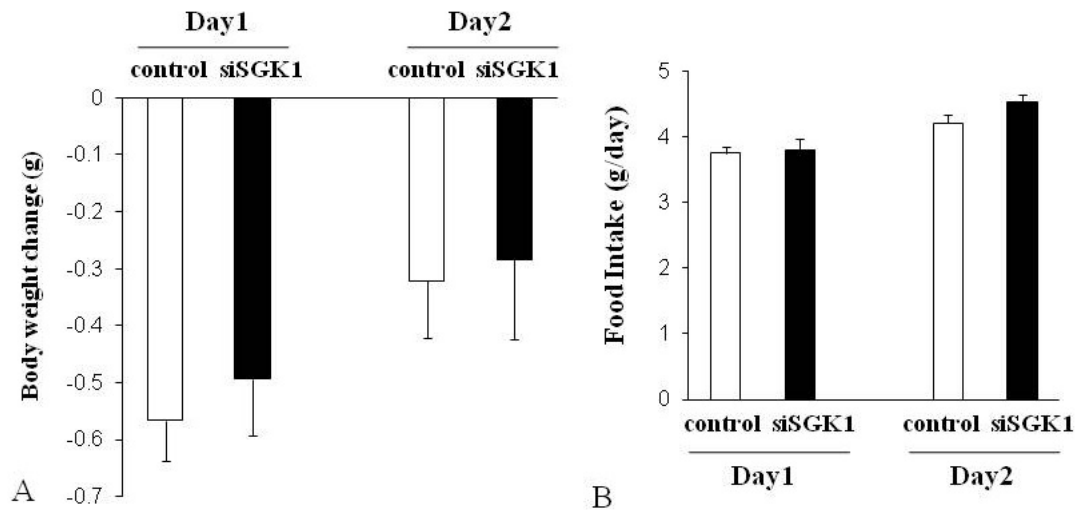 Day1 Day2
control siSGK1 control siSGK1
0
-0.1
-0.2
-0.3
-0.4
-0.5
-0.6
-0.7
Body weight change (g)
A
5
4
3
2
1
0
Food Intake (g/day)
control siSGK1 control siSGK1
Day1 Day2
B